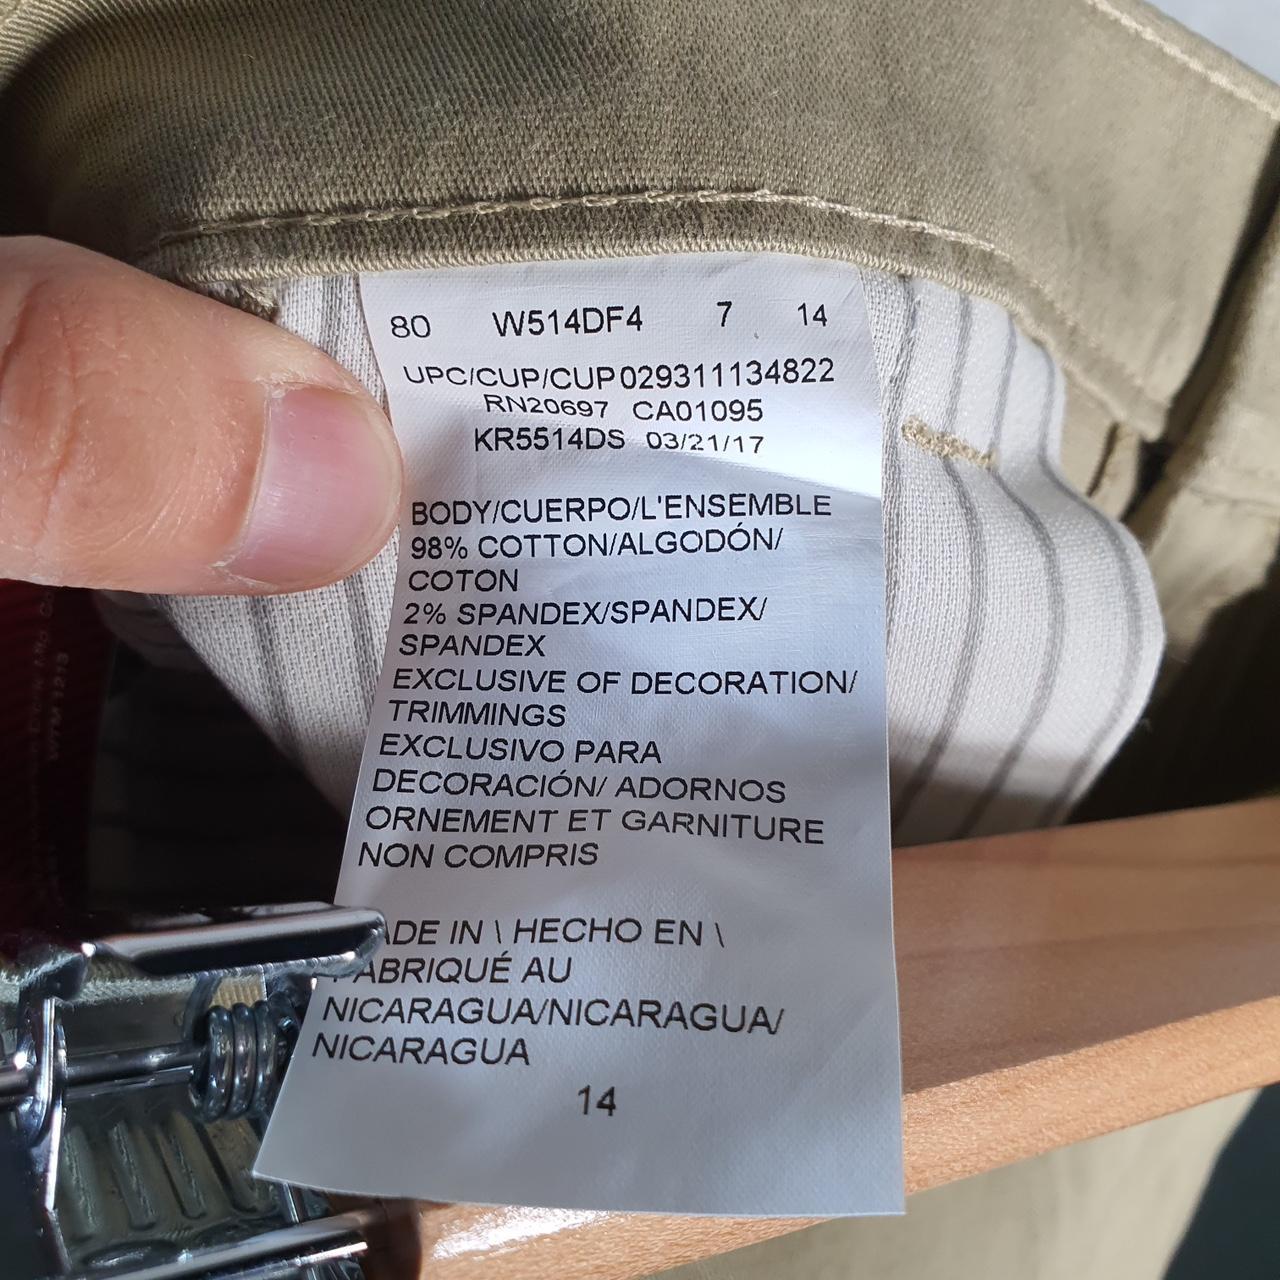 80 W514DF4 7 14
UPC/CUP/CUP029311134822
RN20697 CA01095
KR5514DS 03/21/17
BODY/CUERPO/L'ENSEMBLE
98% COTTON/ALGODÓN/
COTON
2% SPANDEX/SPANDEX/
SPANDEX
EXCLUSIVE OF DECORATION/
TRIMMINGS
EXCLUSIVO PARA
DECORACIÓN/ ADORNOS
ORNEMENT ET GARNITURE
NON COMPRIS
ADE IN \ HECHO EN \
FABRIQUÉ AU
NICARAGUA/NICARAGUA/
NICARAGUA
14